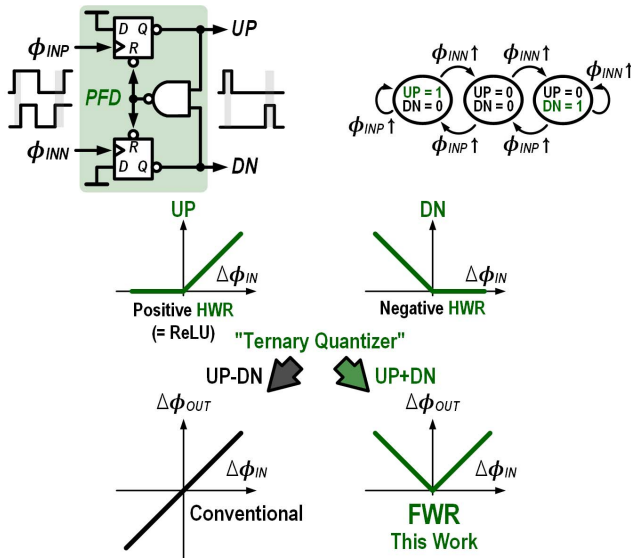 D Q UP
ϕINP
R
PFD
R
ϕINN
D Q DN
ϕINN↑ ϕINN↑
UP = 1 UP = 0 UP = 0 ϕINN↑
DN = 0 DN = 0 DN = 1
ϕINP↑ ϕINP↑ ϕINP↑
UP DN
ΔϕIN ΔϕIN
Positive HWR Negative HWR
(= ReLU)
"Ternary Quantizer"
UP-DN UP+DN
ΔϕOUT ΔϕOUT
ΔϕIN ΔϕIN
Conventional FWR
This Work